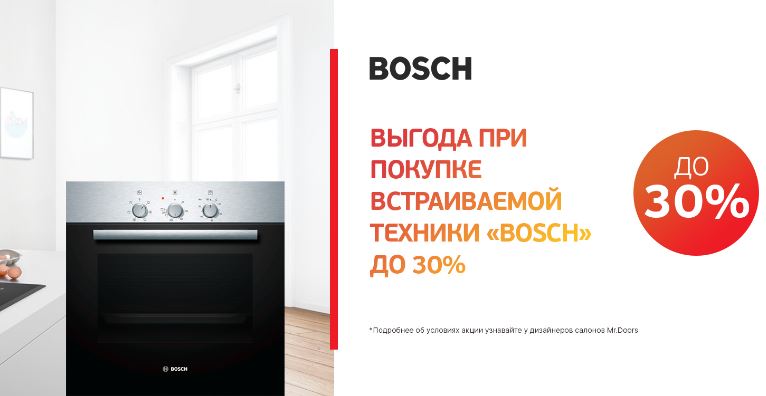 BOSCH
ВЫГОДА ПРИ
ПОКУПКЕ
ВСТРАИВАЕМОЙ
ТЕХНИКИ «BOSCH»
ДО 30%
ДО
30%
*Подробнее об условиях акции узнавайте у дизайнеров салонов Mr.Doors
BOSCH